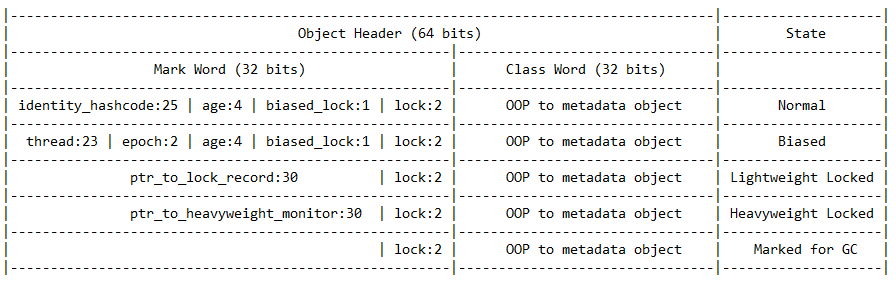 |----------------------------------------------------------------------------------------|--------------------|
|                                   Object Header (64 bits)                              |       State        |
|-------------------------------------------------------|--------------------------------|--------------------|
|                  Mark Word (32 bits)                  |      Class Word (32 bits)      |                    |
|-------------------------------------------------------|--------------------------------|--------------------|
| identity_hashcode:25 | age:4 | biased_lock:1 | lock:2 |      OOP to metadata object    |       Normal       |
|-------------------------------------------------------|--------------------------------|--------------------|
|  thread:23 | epoch:2 | age:4 | biased_lock:1 | lock:2 |      OOP to metadata object    |       Biased       |
|-------------------------------------------------------|--------------------------------|--------------------|
|               ptr_to_lock_record:30          | lock:2 |      OOP to metadata object    | Lightweight Locked |
|-------------------------------------------------------|--------------------------------|--------------------|
|               ptr_to_heavyweight_monitor:30  | lock:2 |      OOP to metadata object    | Heavyweight Locked |
|-------------------------------------------------------|--------------------------------|--------------------|
|                                              | lock:2 |      OOP to metadata object    |    Marked for GC   |
|-------------------------------------------------------|--------------------------------|--------------------|